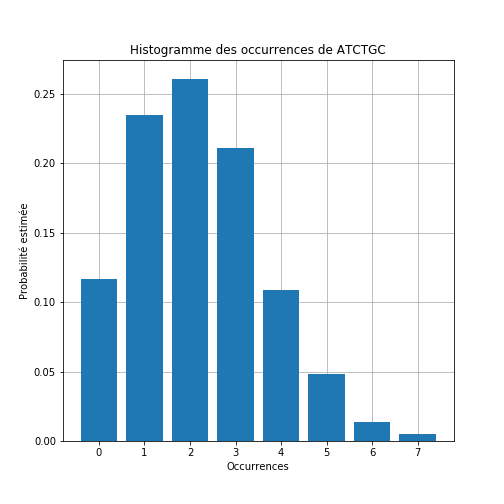 Histogramme des occurrences de ATCTGC
0.25
0.20
0.15
0.10
0.05
0.00
Probabilité estimée
0 1 2 3 4 5 6 7
Occurrences